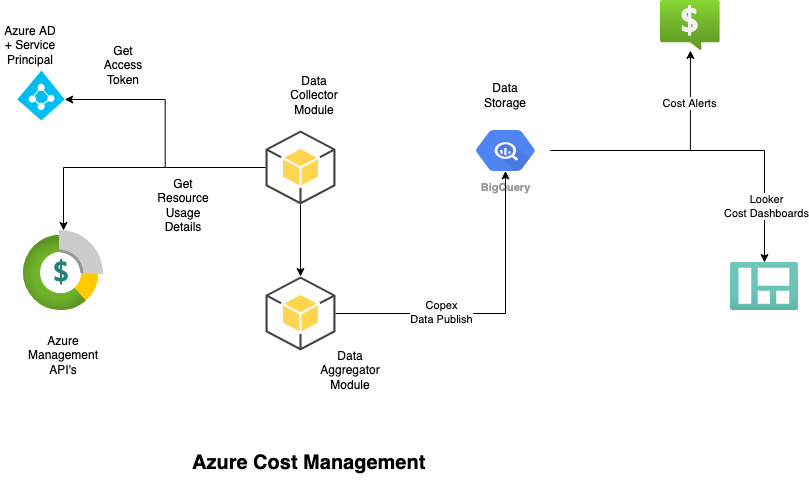 Azure AD
+ Service
Principal
Get
Access
Token
Data
Collector
Module
Data
Storage
$
Cost Alerts
BigQuery
Get
Resource
Usage
Details
Looker
Cost Dashboards
$
Copex
Data Publish
Azure
Management
API's
Data
Aggregator
Module
Azure Cost Management